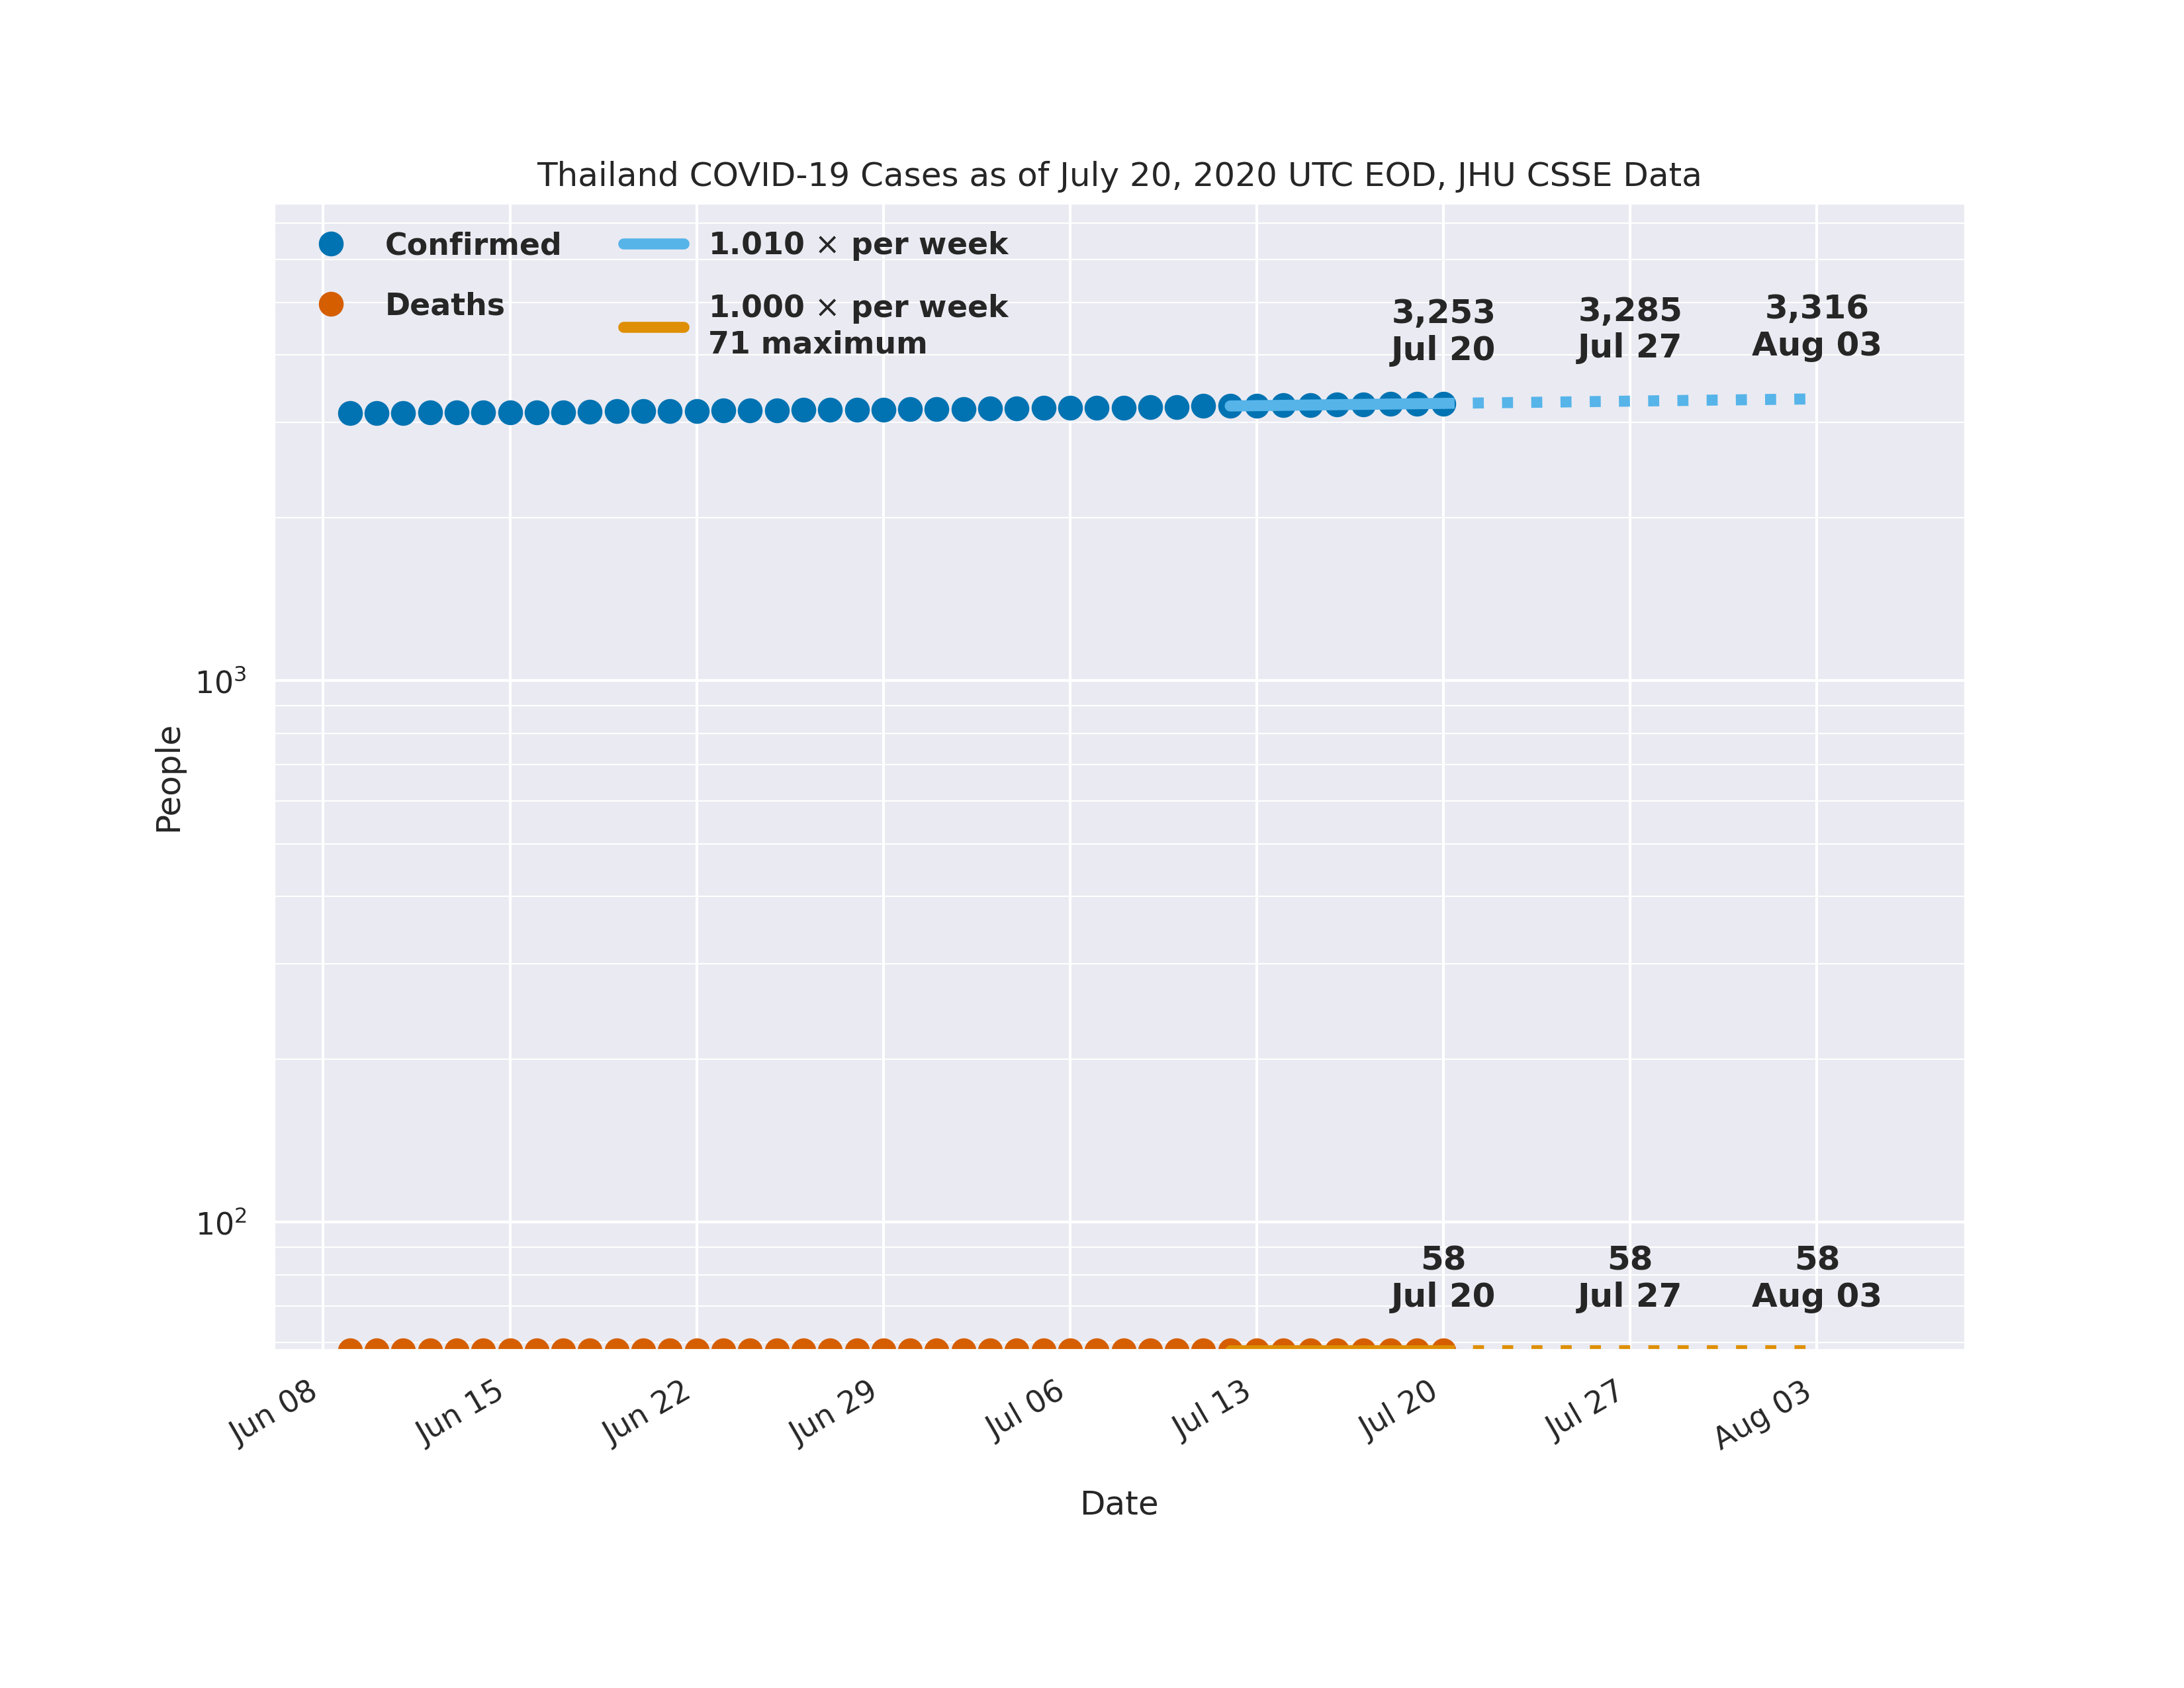 Thailand COVID-19 Cases as of July 20, 2020 UTC EOD, JHU CSSE Data
Confirmed
Deaths
1.010 × per week
1.000 × per week
71 maximum
3,253
Jul 20
3,285
Jul 27
3,316
Aug 03
10³
10²
People
58
Jul 20
58
Jul 27
58
Aug 03
Jun 08
Jun 15
Jun 22
Jun 29
Jul 06
Jul 13
Jul 20
Jul 27
Aug 03
Date